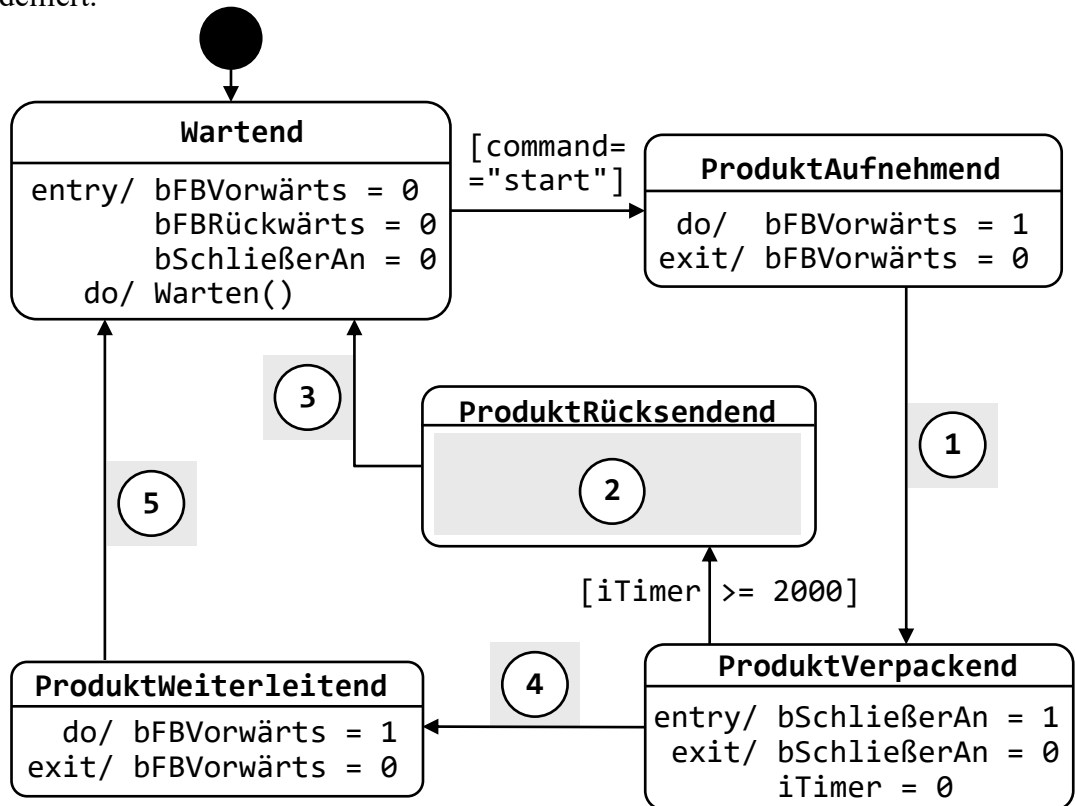 definiert.
Wartend
entry/ bFBVorwärts = 0
bFBRückwärts = 0
bSchließerAn = 0
do/ Warten()
[command=
="start"]
ProduktAufnehmend
do/ bFBVorwärts = 1
exit/ bFBVorwärts = 0
3
ProduktRücksendend
2
1
5
[iTimer >= 2000]
ProduktWeiterleitend
do/ bFBVorwärts = 1
exit/ bFBVorwärts = 0
4
ProduktVerpackend
entry/ bSchließerAn = 1
exit/ bSchließerAn = 0
iTimer = 0